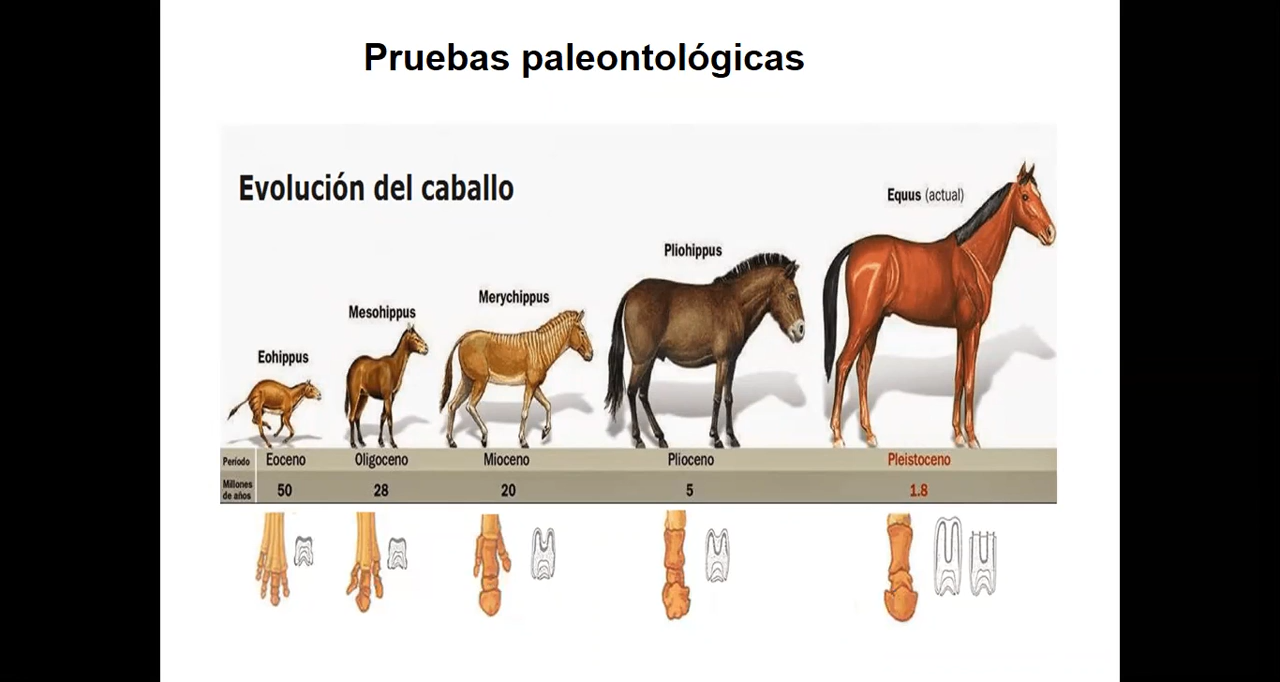 Pruebas paleontológicas
Evolución del caballo
Equus (actual)
Pliohippus
Merychippus
Mesohippus
Eohippus
Período Eoceno Oligoceno Mioceno Plioceno Pleistoceno
Millones
de años 50 28 20 5 1.8